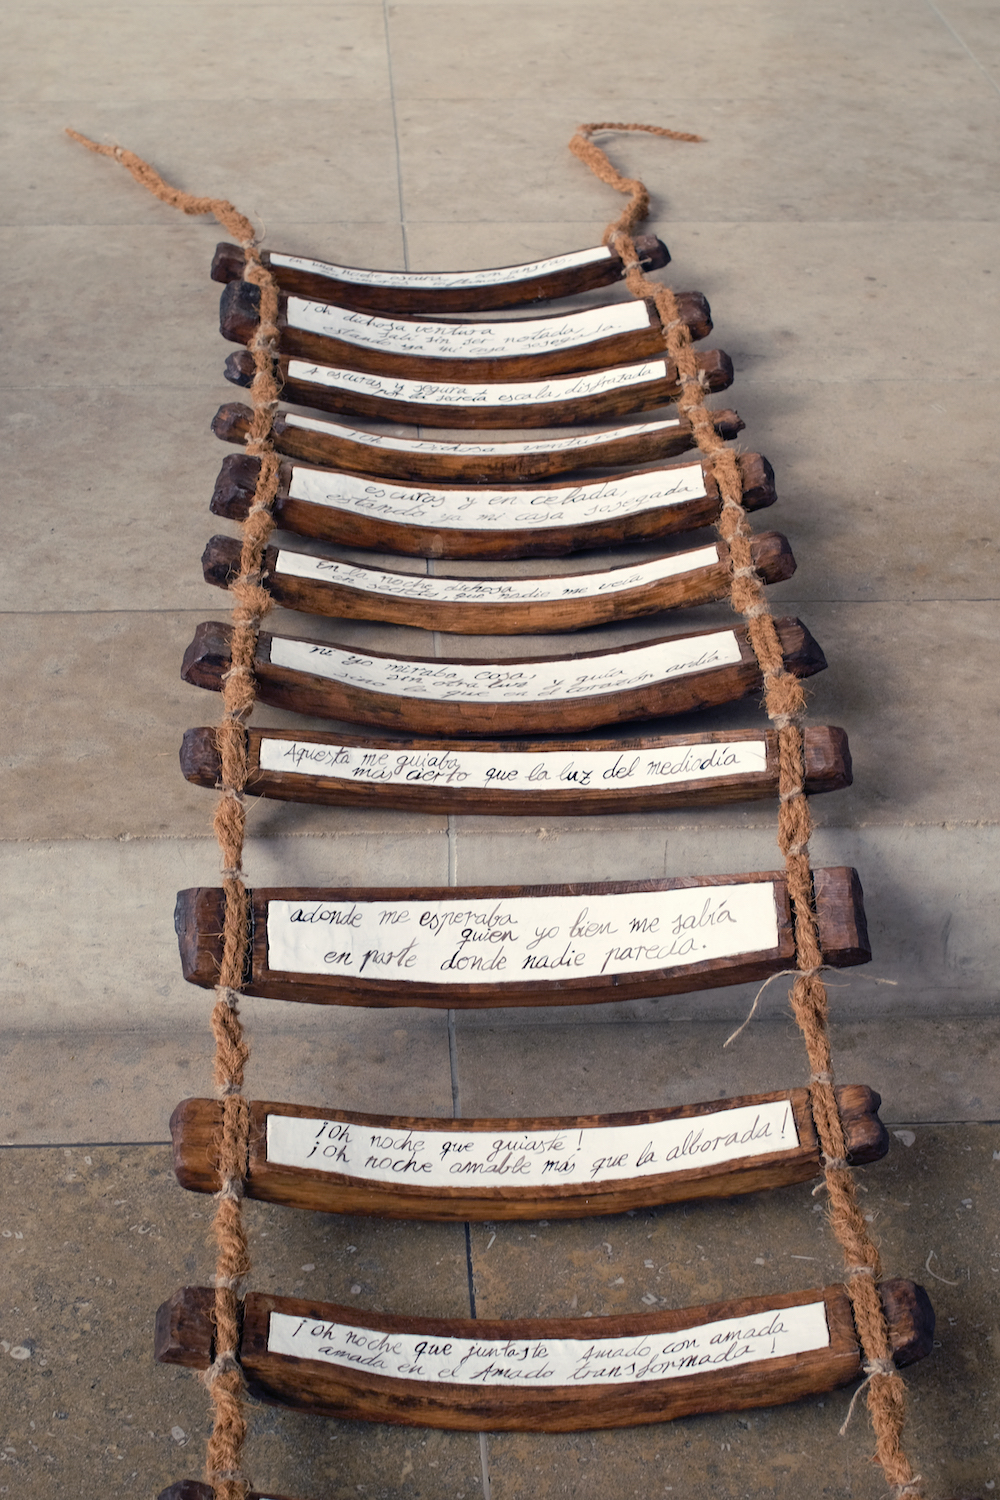 en una noche oscura con ansias,
¡oh dichosa ventura
salí sin ser notada
estando ya mi casa sosegada
A escuras y segura
por la secreta escala, disfrazada
¡oh Dichosa ventura!
escuras y en celada,
estando ya mi casa sosegada.
En la noche dichosa
en secreto, que nadie me veía
ni yo miraba cosa,
sin otra luz y guía
sino la que en el corazón ardía.
Aquesta me guiaba
más cierto que la luz del mediodía
adonde me esperaba
quien yo bien me sabía
en parte donde nadie parecía.
¡Oh noche que guiaste!
¡Oh noche amable más que la alborada!
¡Oh noche que juntaste Amado con amada
amada en el Amado transformada!